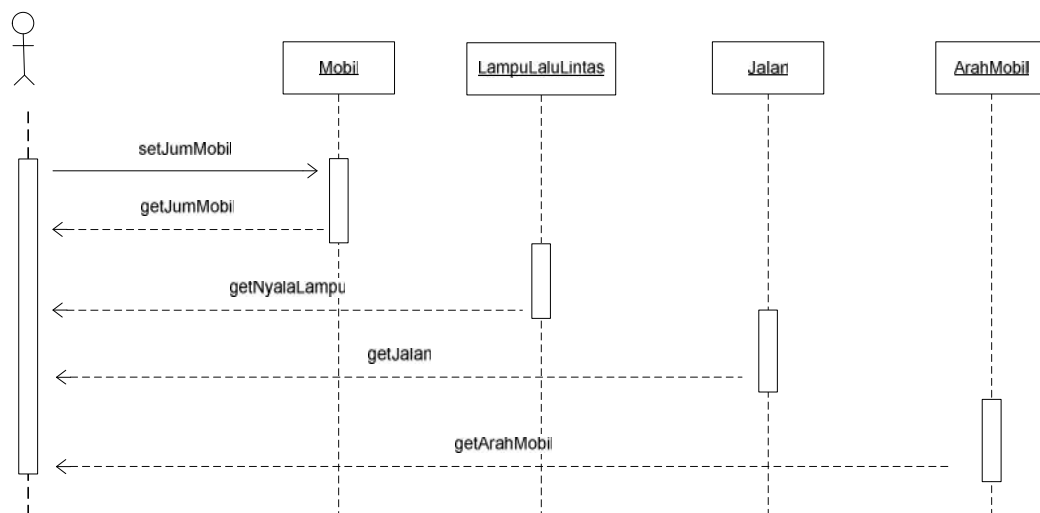 Mobil
LampuLaluLintas
Jalan
ArahMobil
setJumMobil
getJumMobil
getNyalaLampu
getJalan
getArahMobil